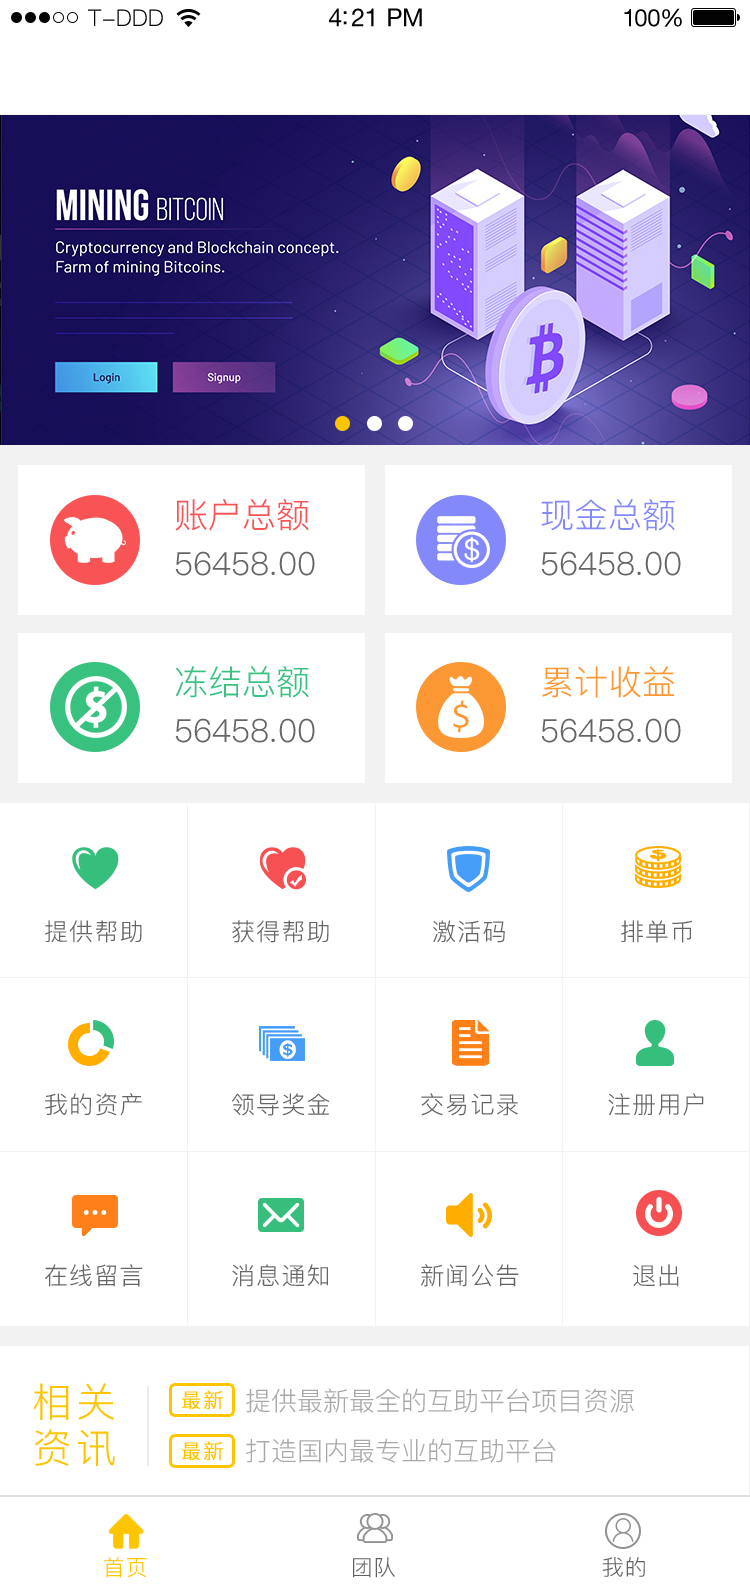 T-DDD 4:21 PM 100%
MINING BITCOIN
Cryptocurrency and Blockchain concept.
Farm of mining Bitcoins.
Login Signup
账户总额
56458.00
现金总额
56458.00
冻结总额
56458.00
累计收益
56458.00
提供帮助 获得帮助 激活码 排单币
我的资产 领导奖金 交易记录 注册用户
在线留言 消息通知 新闻公告 退出
相关
资讯
最新 提供最新最全的互助平台项目资源
最新 打造国内最专业的互助平台
首页 团队 我的